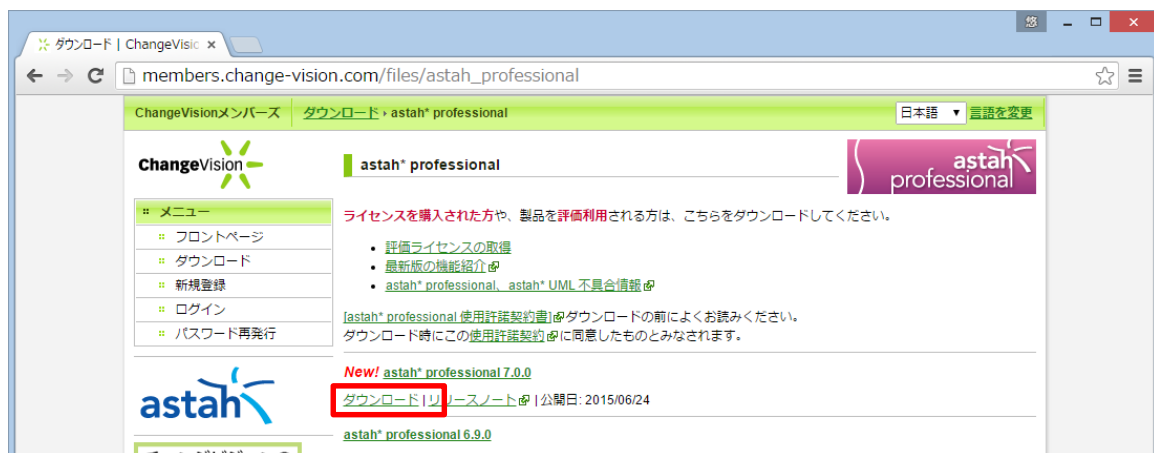 悠
ダウンロード | ChangeVisic
members.change-vision.com/files/astah_professional
ChangeVisionメンバーズ ダウンロード › astah* professional 日本語 言語を変更
ChangeVision
astah* professional
astah professional
メニュー
フロントページ
ダウンロード
新規登録
ログイン
パスワード再発行
astah
ライセンスを購入された方や、製品を評価利用される方は、こちらをダウンロードしてください。
評価ライセンスの取得
最新版の機能紹介
astah* professional、astah* UML 不具合情報
[astah* professional 使用許諾契約書]ダウンロードの前によくお読みください。
ダウンロード時にこの使用許諾契約に同意したものとみなされます。
New! astah* professional 7.0.0
ダウンロード | リリースノート | 公開日: 2015/06/24
astah* professional 6.9.0